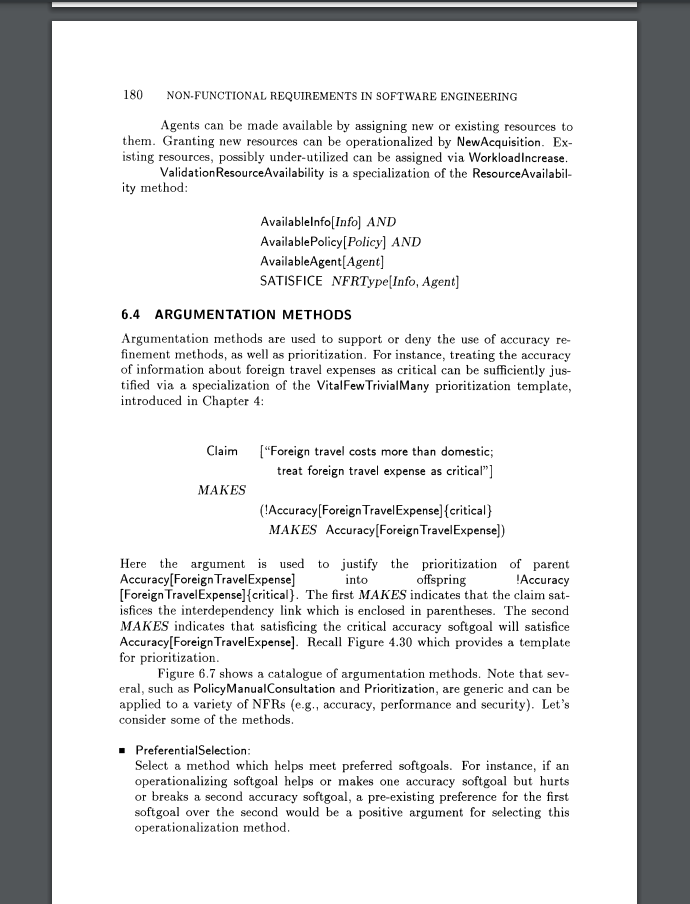 180 NON-FUNCTIONAL REQUIREMENTS IN SOFTWARE ENGINEERING
Agents can be made available by assigning new or existing resources to
them. Granting new resources can be operationalized by NewAcquisition. Ex-
isting resources, possibly under-utilized can be assigned via WorkloadIncrease.
ValidationResourceAvailability is a specialization of the ResourceAvailabil-
ity method:
AvailableInfo[Info] AND
AvailablePolicy[Policy] AND
AvailableAgent[Agent]
SATISFICE NFRType[Info, Agent]
6.4 ARGUMENTATION METHODS
Argumentation methods are used to support or deny the use of accuracy re-
finement methods, as well as prioritization. For instance, treating the accuracy
of information about foreign travel expenses as critical can be sufficiently jus-
tified via a specialization of the VitalFewTrivialMany prioritization template,
introduced in Chapter 4:
Claim [“Foreign travel costs more than domestic;
treat foreign travel expense as critical”]
MAKES
(!Accuracy[ForeignTravelExpense]{critical}
MAKES Accuracy[ForeignTravelExpense])
Here the argument is used to justify the prioritization of parent
Accuracy[ForeignTravelExpense] into offspring !Accuracy
[ForeignTravelExpense]{critical}. The first MAKES indicates that the claim sat-
isfices the interdependency link which is enclosed in parentheses. The second
MAKES indicates that satisficing the critical accuracy softgoal will satisfice
Accuracy[ForeignTravelExpense]. Recall Figure 4.30 which provides a template
for prioritization.
Figure 6.7 shows a catalogue of argumentation methods. Note that sev-
eral, such as PolicyManualConsultation and Prioritization, are generic and can be
applied to a variety of NFRs (e.g., accuracy, performance and security). Let's
consider some of the methods.
▪ PreferentialSelection:
Select a method which helps meet preferred softgoals. For instance, if an
operationalizing softgoal helps or makes one accuracy softgoal but hurts
or breaks a second accuracy softgoal, a pre-existing preference for the first
softgoal over the second would be a positive argument for selecting this
operationalization method.